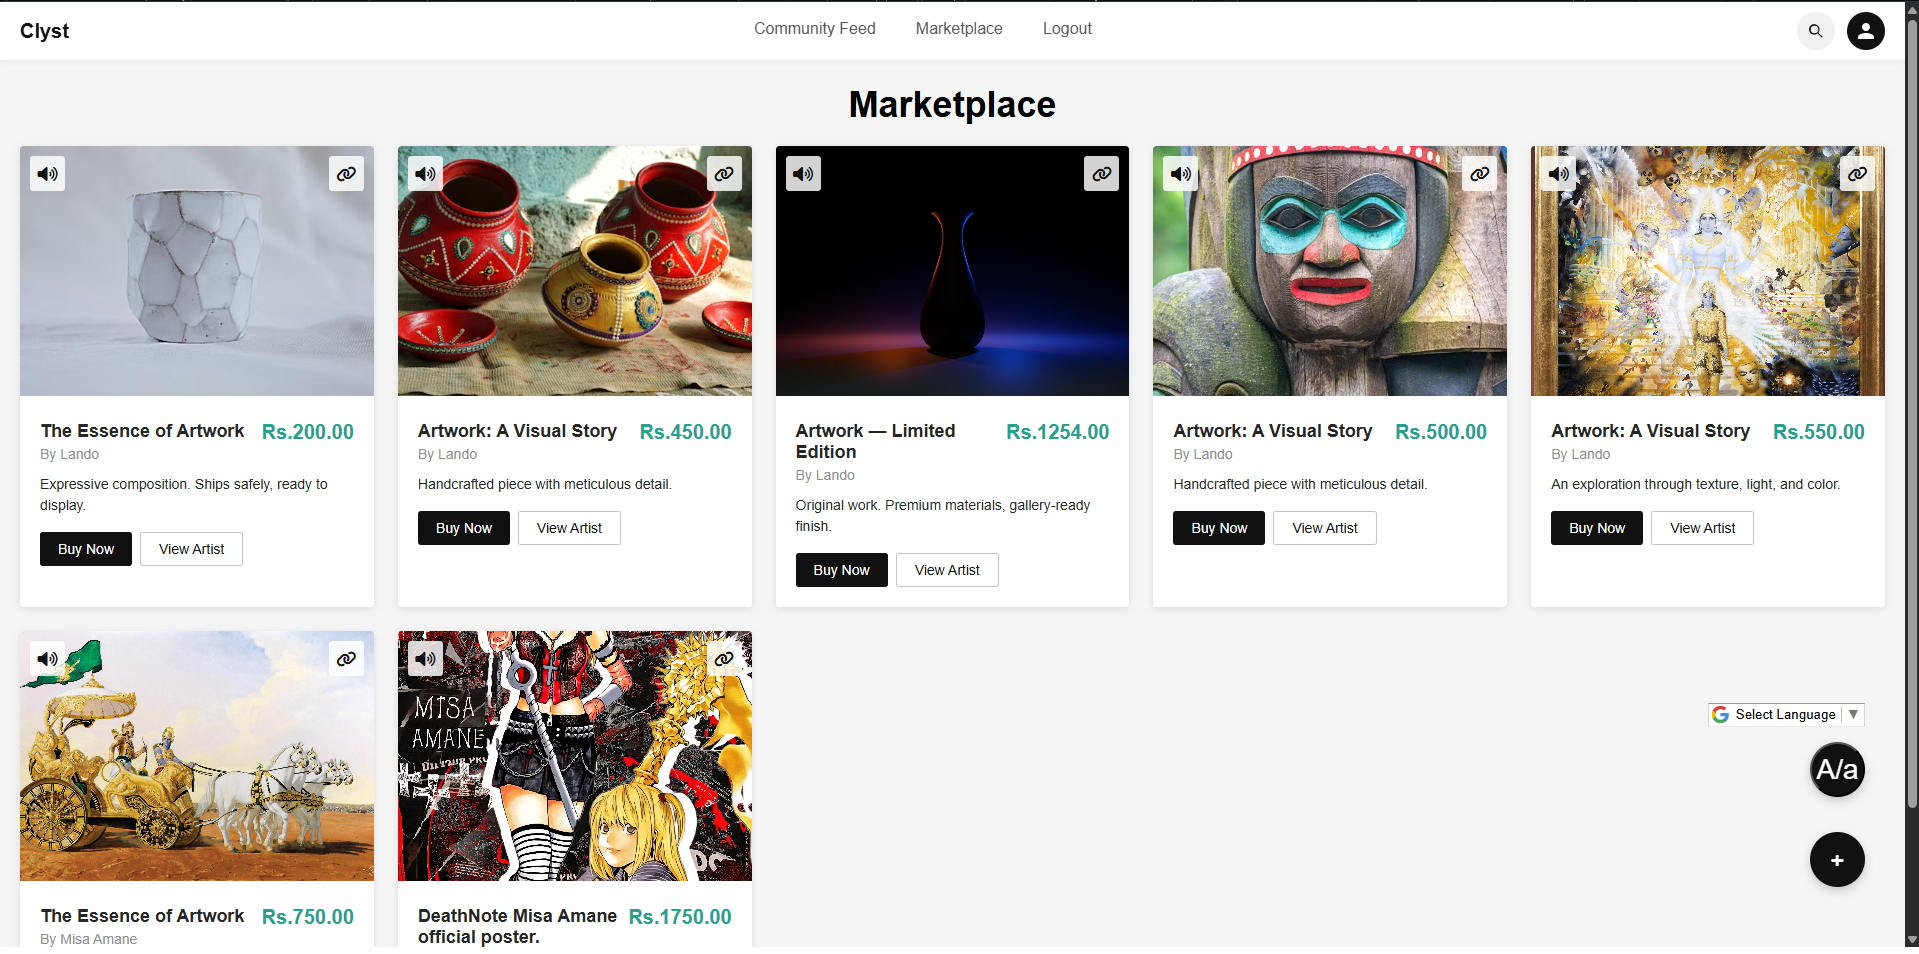 Clyst
Community Feed
Marketplace
Logout
Marketplace
The Essence of Artwork
Rs.200.00
By Lando
Expressive composition. Ships safely, ready to
display.
Buy Now
View Artist
Artwork: A Visual Story
Rs.450.00
By Lando
Handcrafted piece with meticulous detail.
Buy Now
View Artist
Artwork — Limited
Edition
Rs.1254.00
By Lando
Original work. Premium materials, gallery-ready
finish.
Buy Now
View Artist
Artwork: A Visual Story
Rs.500.00
By Lando
Handcrafted piece with meticulous detail.
Buy Now
View Artist
Artwork: A Visual Story
Rs.550.00
By Lando
An exploration through texture, light, and color.
Buy Now
View Artist
The Essence of Artwork
Rs.750.00
By Misa Amane
MISA
AMANE
DeathNote Misa Amane
official poster.
Rs.1750.00
Select Language
A/a
+